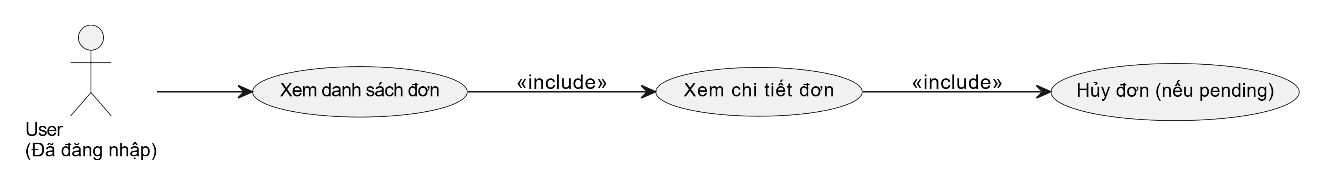 User
(Đã đăng nhập)
Xem danh sách đơn
«include»
Xem chi tiết đơn
«include»
Hủy đơn (nếu pending)